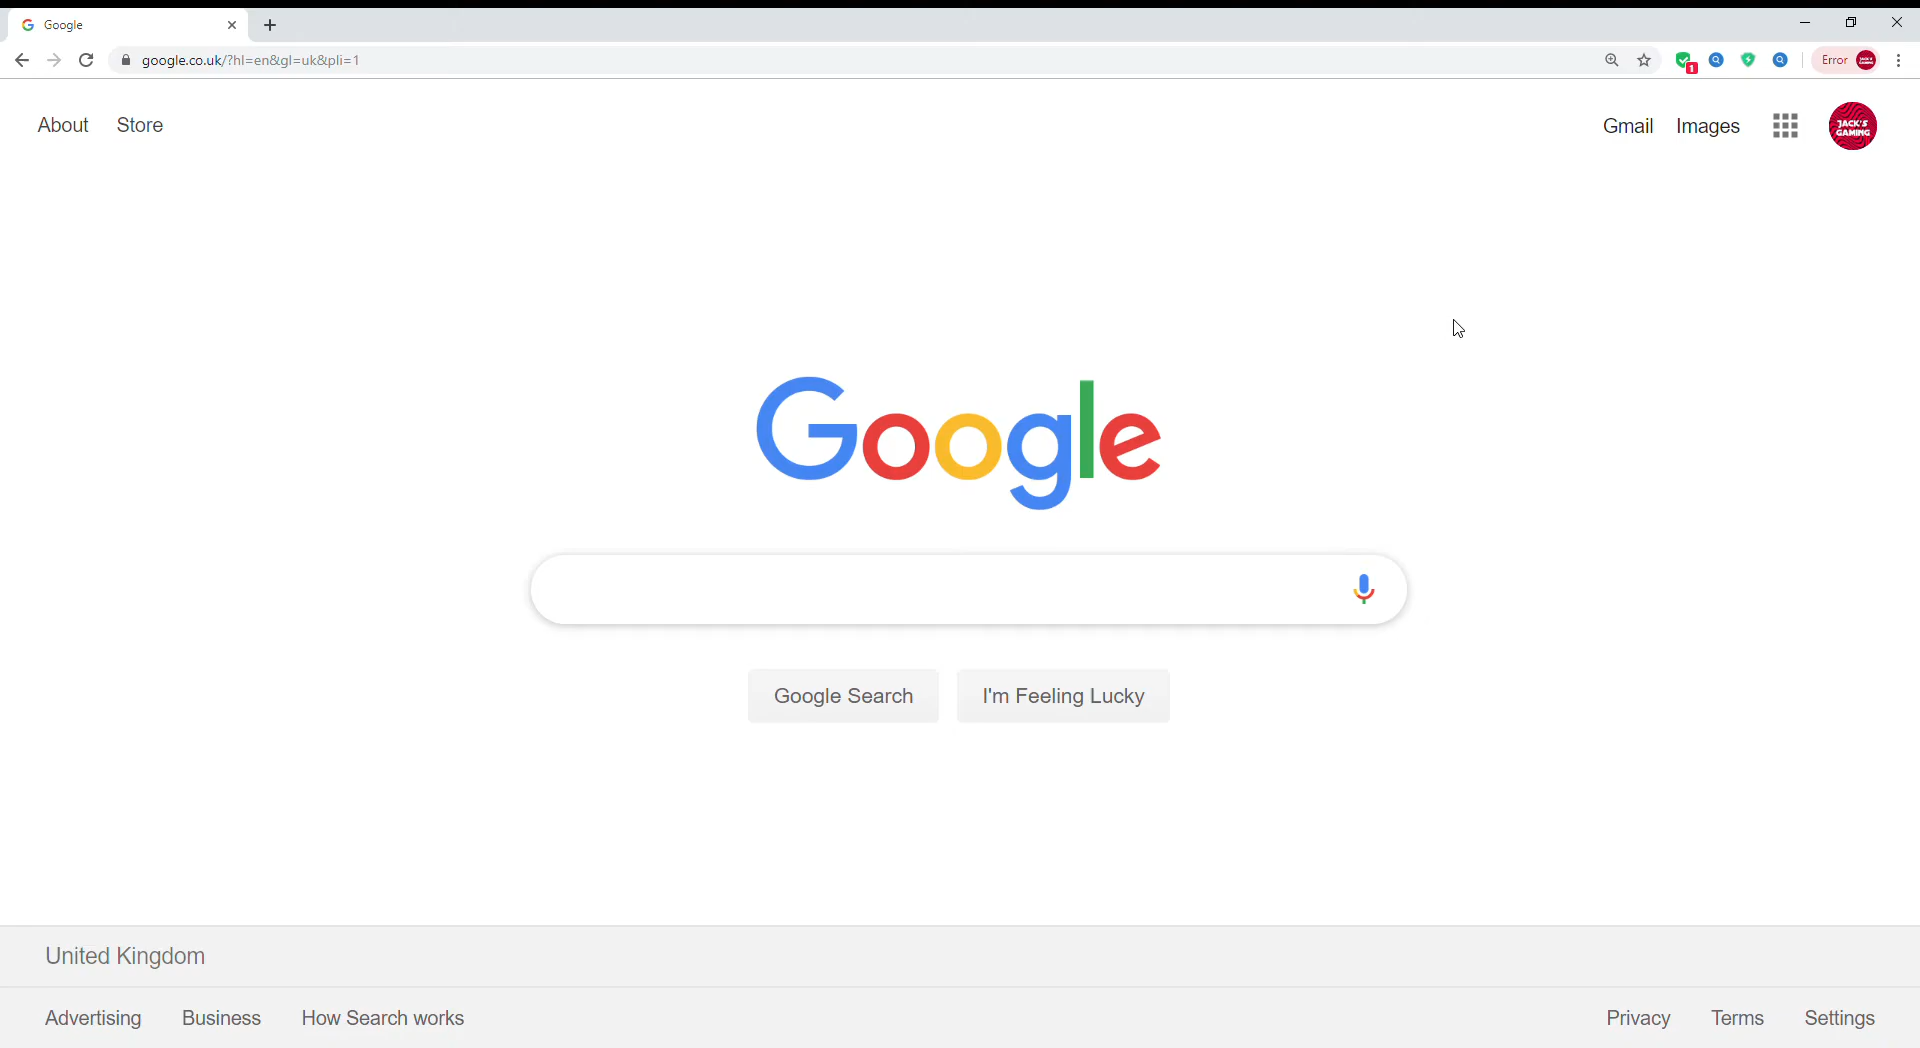 Google
google.co.uk/?hl=en&gl=uk&pli=1
1
Error
About Store
Gmail Images
JACK'S
GAMING
Google
Google Search I'm Feeling Lucky
United Kingdom
Advertising Business How Search works
Privacy Terms Settings